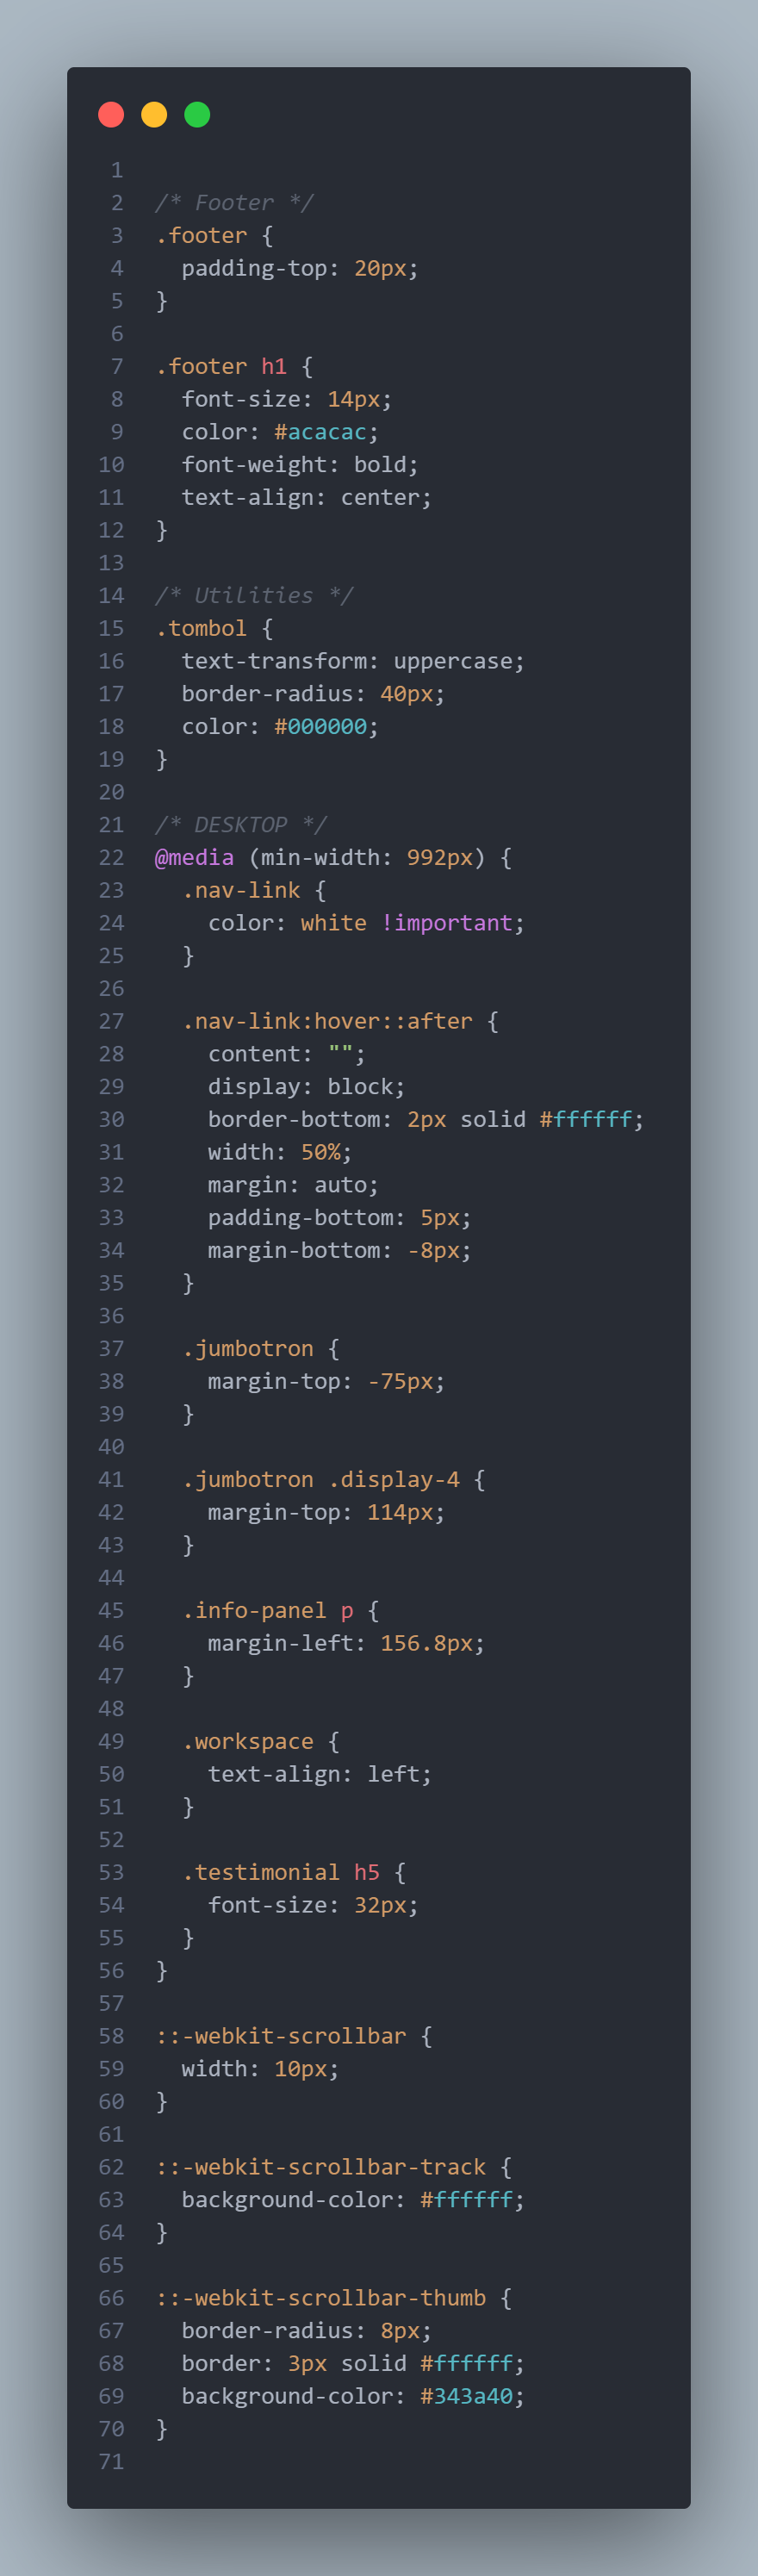 1
2 /* Footer */
3 .footer {
4   padding-top: 20px;
5 }
6
7 .footer h1 {
8   font-size: 14px;
9   color: #acacac;
10   font-weight: bold;
11   text-align: center;
12 }
13
14 /* Utilities */
15 .tombol {
16   text-transform: uppercase;
17   border-radius: 40px;
18   color: #000000;
19 }
20
21 /* DESKTOP */
22 @media (min-width: 992px) {
23   .nav-link {
24     color: white !important;
25   }
26
27   .nav-link:hover::after {
28     content: "";
29     display: block;
30     border-bottom: 2px solid #ffffff;
31     width: 50%;
32     margin: auto;
33     padding-bottom: 5px;
34     margin-bottom: -8px;
35   }
36
37   .jumbotron {
38     margin-top: -75px;
39   }
40
41   .jumbotron .display-4 {
42     margin-top: 114px;
43   }
44
45   .info-panel p {
46     margin-left: 156.8px;
47   }
48
49   .workspace {
50     text-align: left;
51   }
52
53   .testimonial h5 {
54     font-size: 32px;
55   }
56 }
57
58 ::-webkit-scrollbar {
59   width: 10px;
60 }
61
62 ::-webkit-scrollbar-track {
63   background-color: #ffffff;
64 }
65
66 ::-webkit-scrollbar-thumb {
67   border-radius: 8px;
68   border: 3px solid #ffffff;
69   background-color: #343a40;
70 }
71